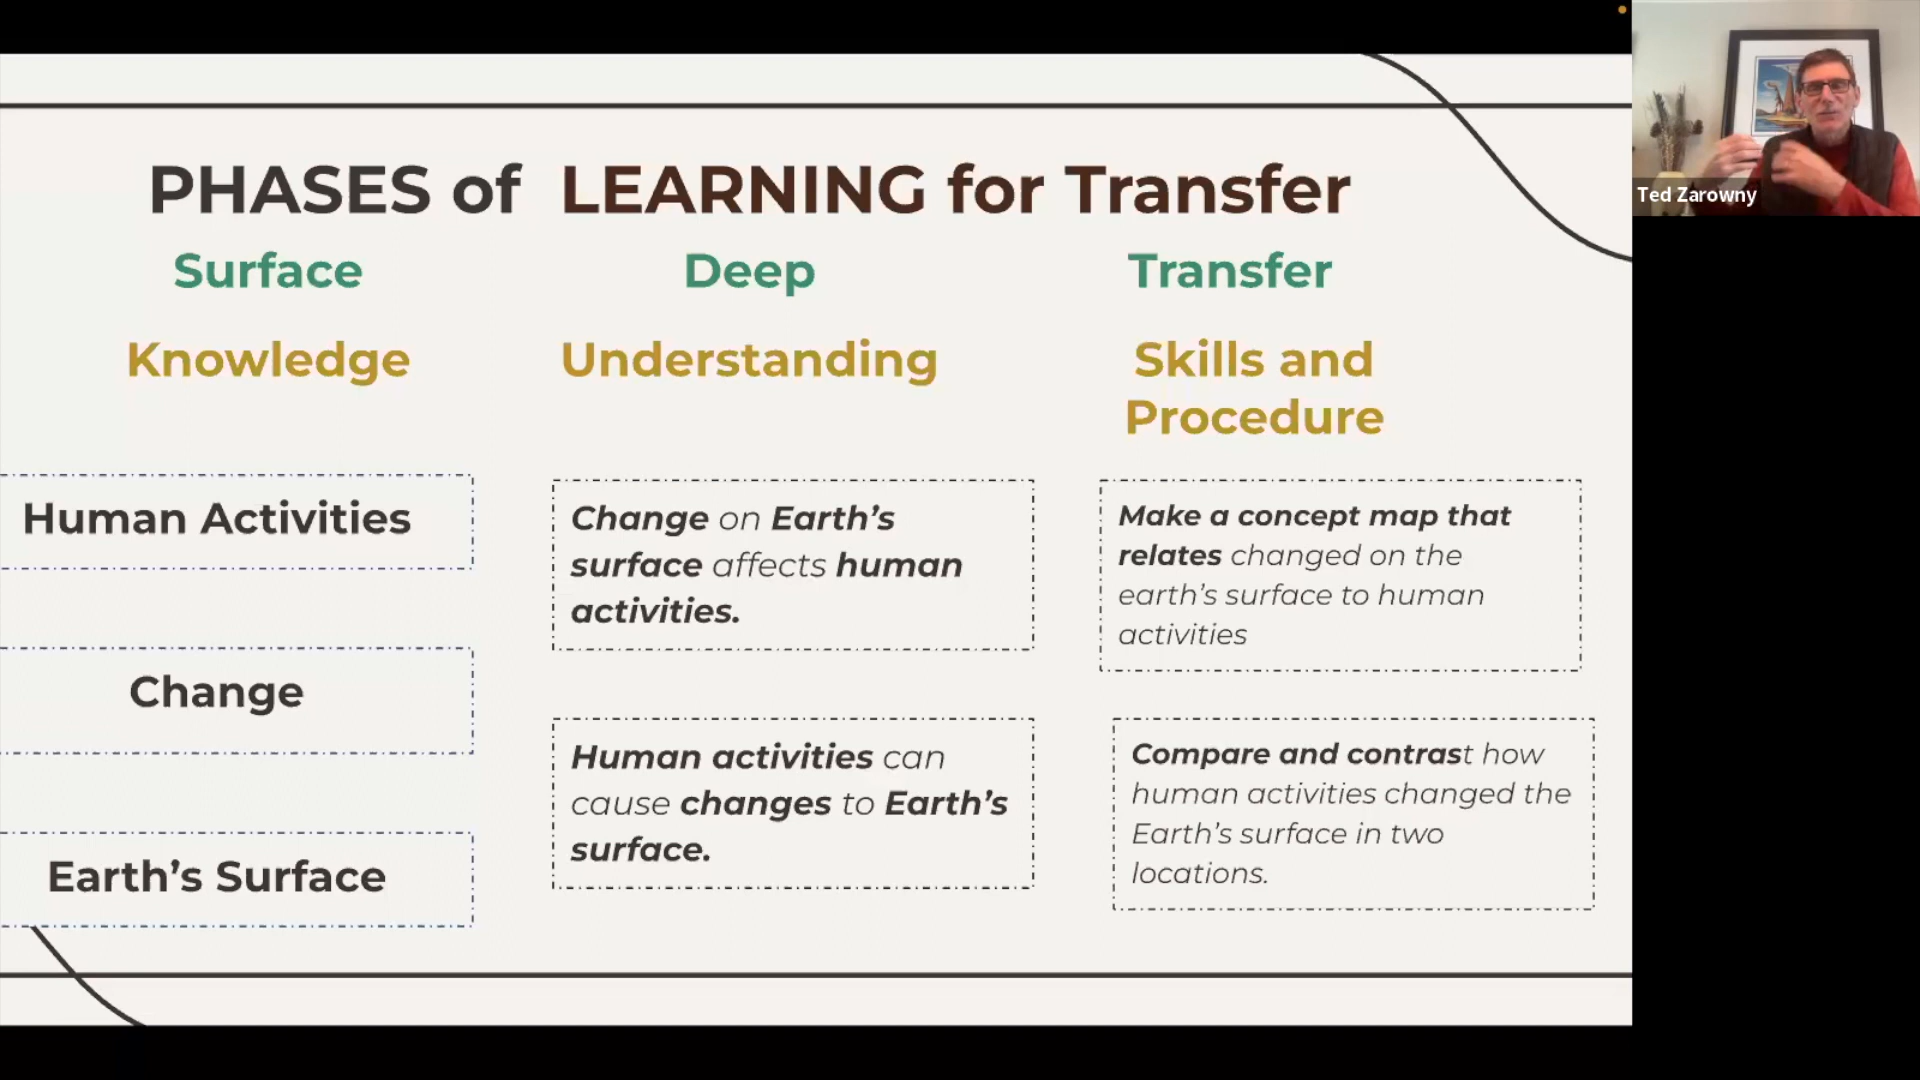 PHASES of LEARNING for Transfer
Surface
Deep
Transfer
Knowledge
Understanding
Skills and
Procedure
Human Activities
Change
Earth’s Surface
Change on Earth’s
surface affects human
activities.
Human activities can
cause changes to Earth’s
surface.
Make a concept map that
relates changed on the
earth’s surface to human
activities
Compare and contrast how
human activities changed the
Earth’s surface in two
locations.
Ted Zarowny